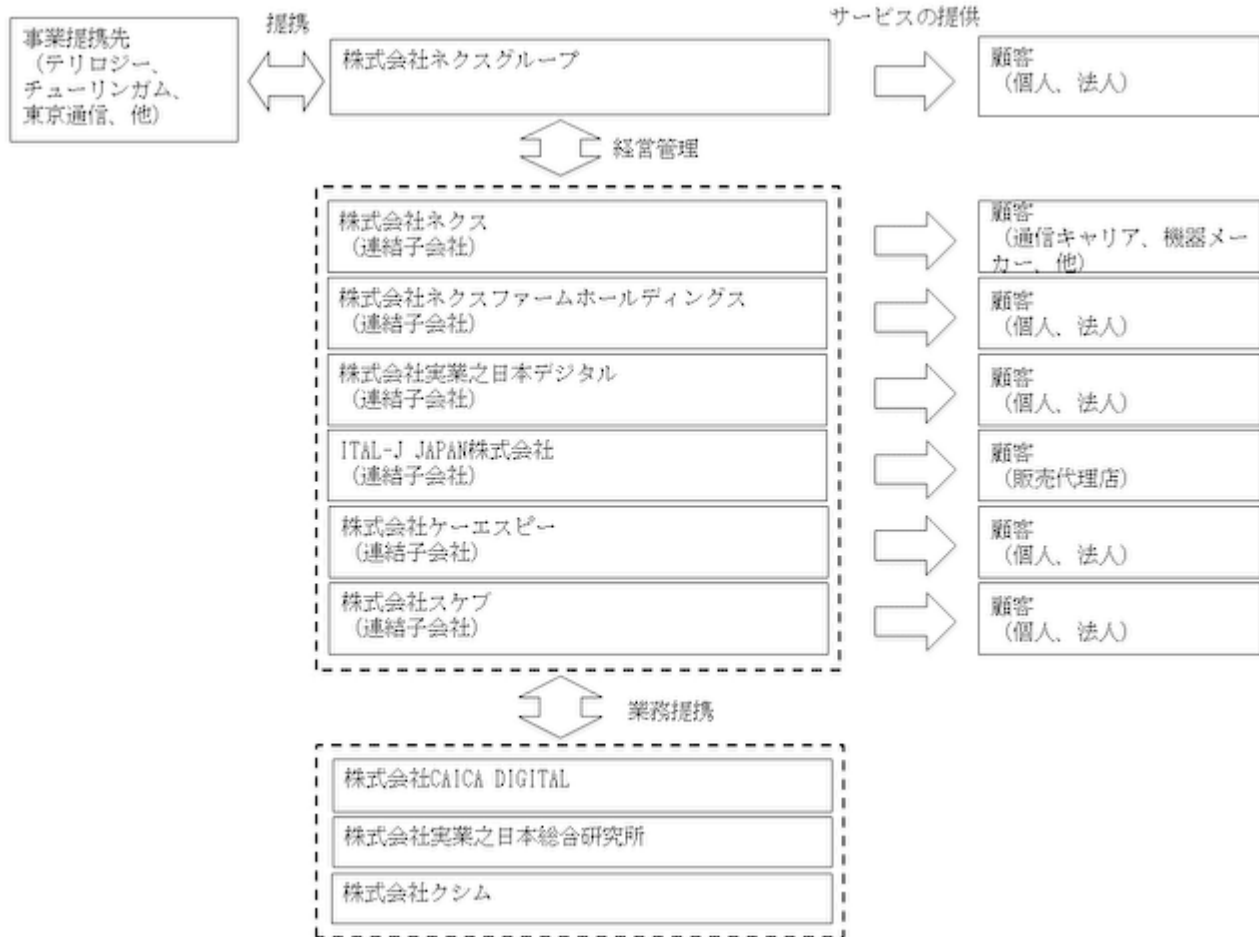 提携
サービスの提供
事業提携先
(テリロジー、
チューリンガム、
東京通信、他)
株式会社ネクスグループ
顧客
(個人、法人)
経営管理
株式会社ネクス
(連結子会社)
顧客
(通信キャリア、機器メー
カー、他)
株式会社ネクスファームホールディングス
(連結子会社)
顧客
(個人、法人)
株式会社実業之日本デジタル
(連結子会社)
顧客
(個人、法人)
ITAL-J JAPAN株式会社
(連結子会社)
顧客
(販売代理店)
株式会社ケーエスピー
(連結子会社)
顧客
(個人、法人)
株式会社スケブ
(連結子会社)
顧客
(個人、法人)
業務提携
株式会社CAICA DIGITAL
株式会社実業之日本総合研究所
株式会社クシム